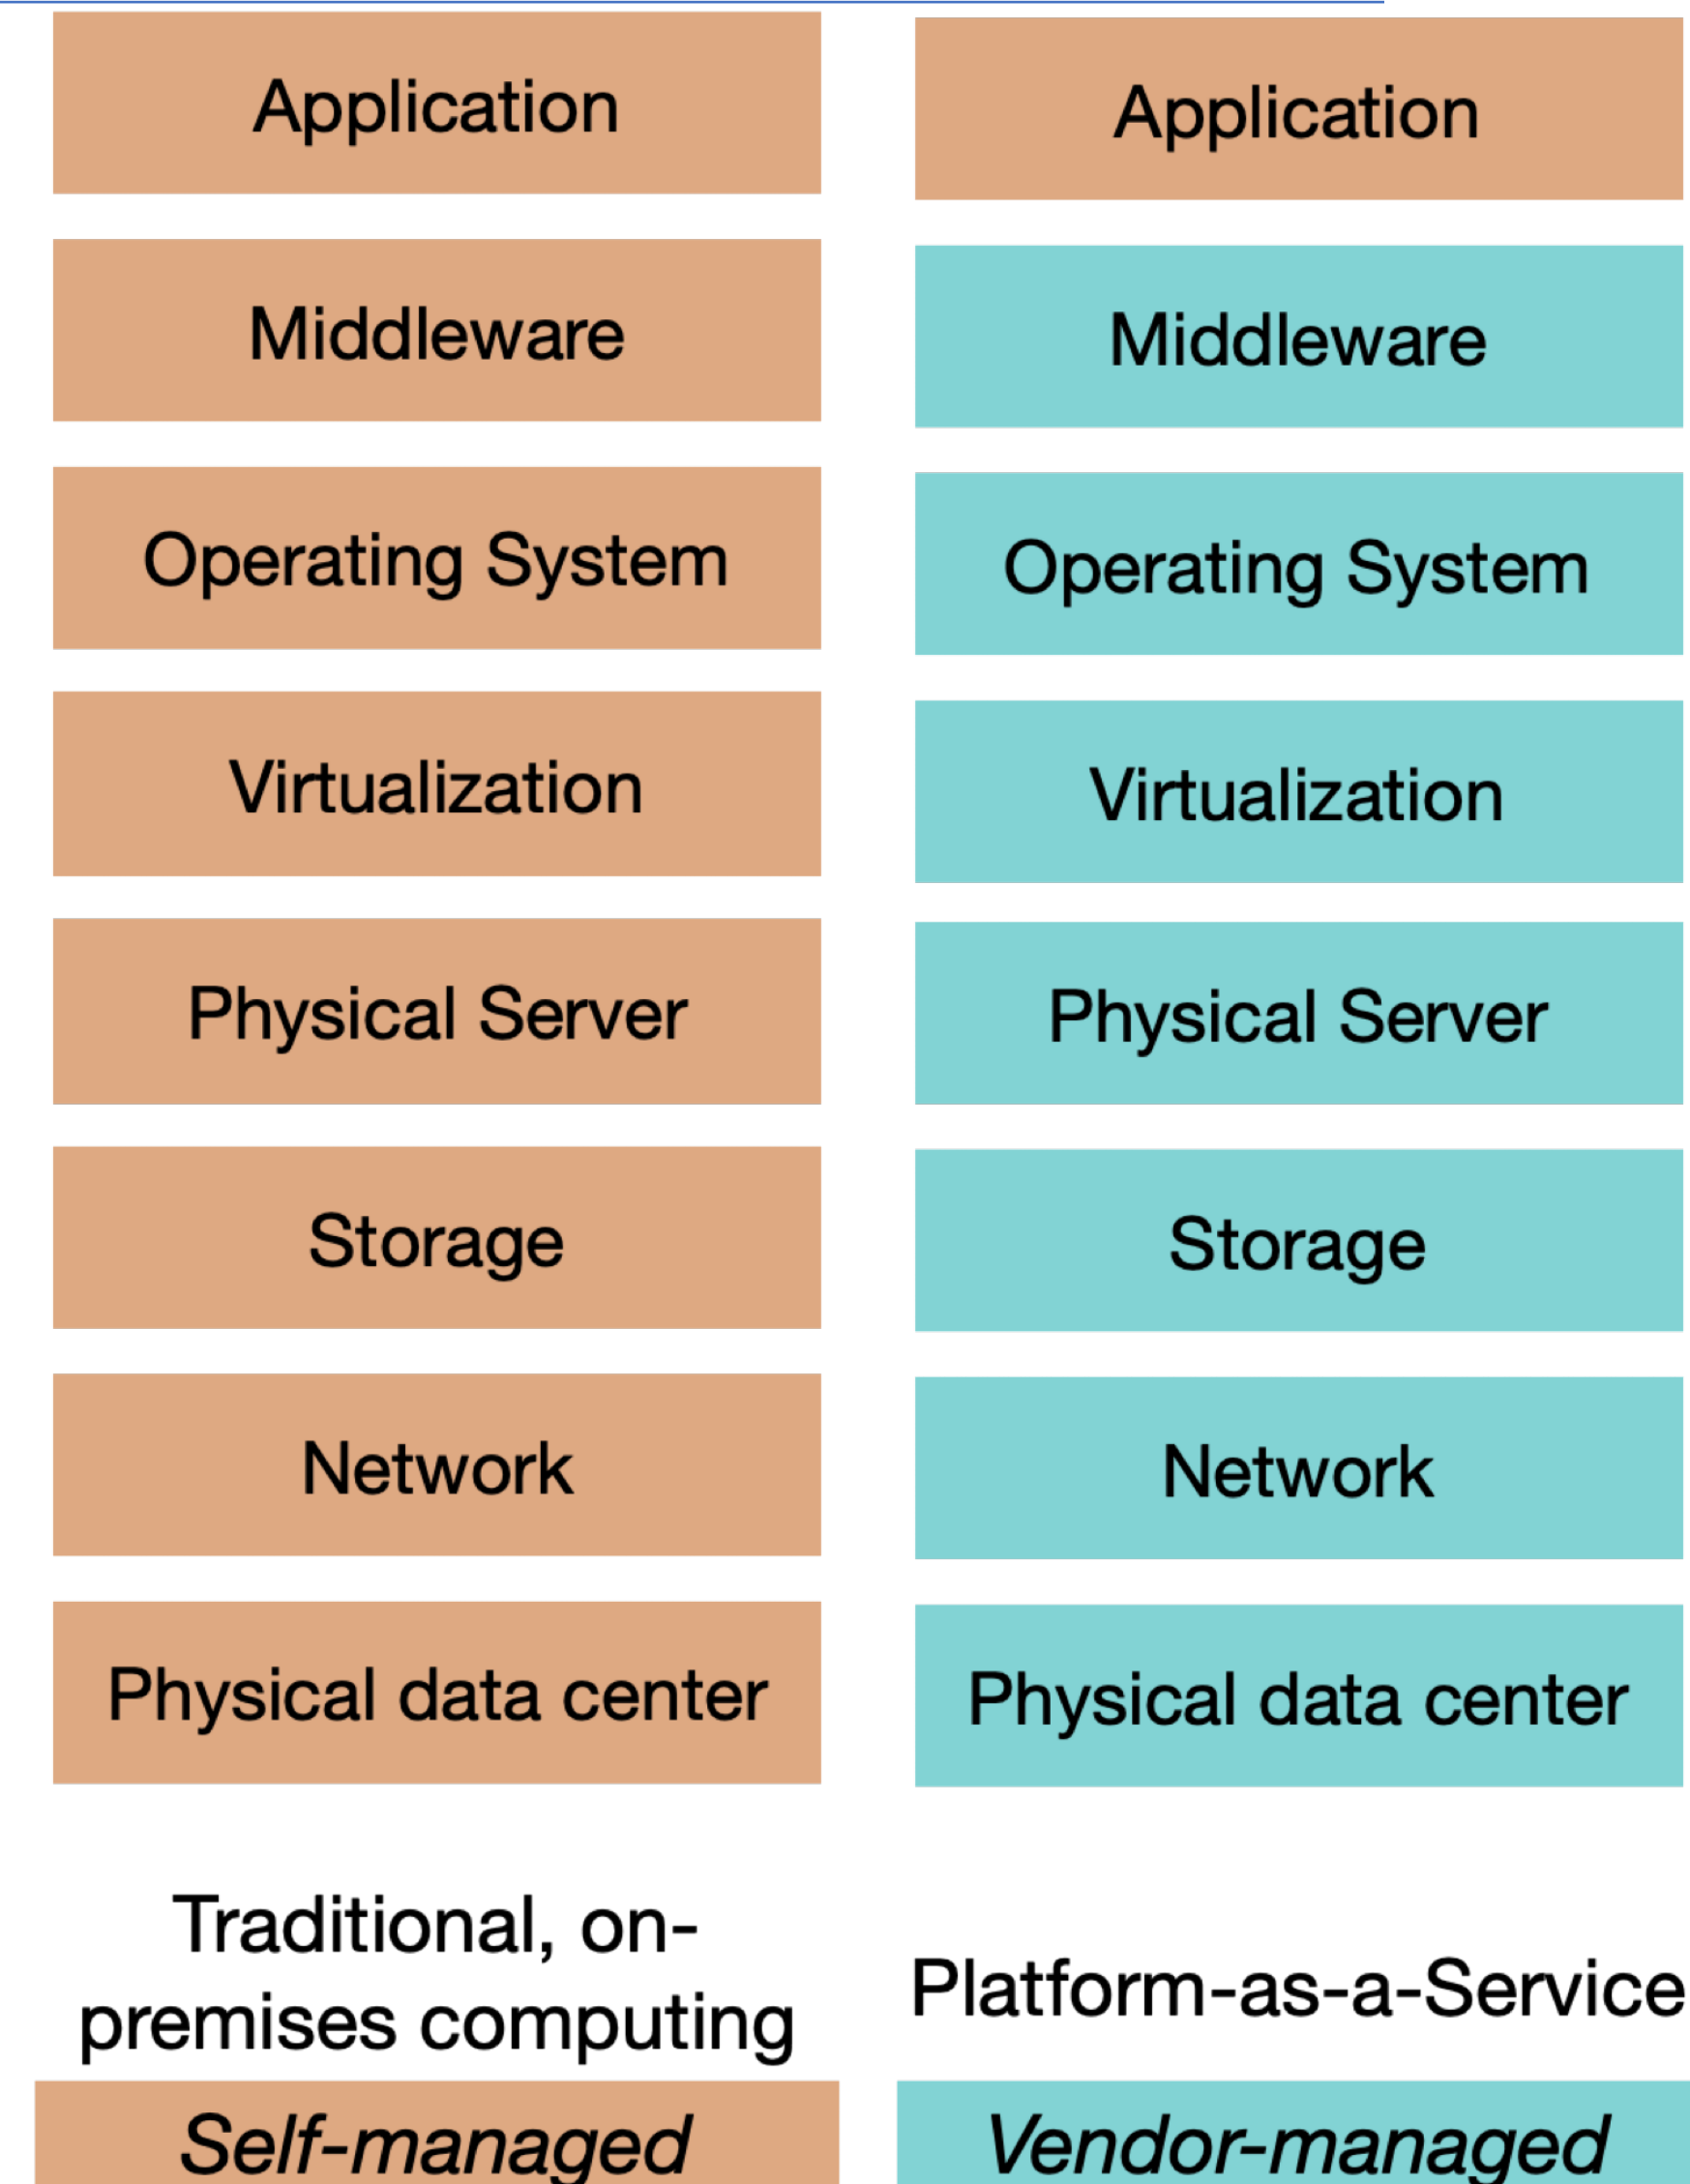 Application
Middleware
Operating System
Virtualization
Physical Server
Storage
Network
Physical data center
Traditional, on-
premises computing
Self-managed
Application
Middleware
Operating System
Virtualization
Physical Server
Storage
Network
Physical data center
Platform-as-a-Service
Vendor-managed